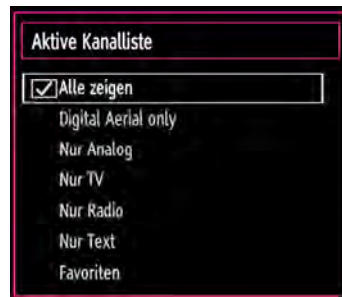 Aktive Kanalliste
Alle zeigen
Digital Aerial only
Nur Analog
Nur TV
Nur Radio
Nur Text
Favoriten